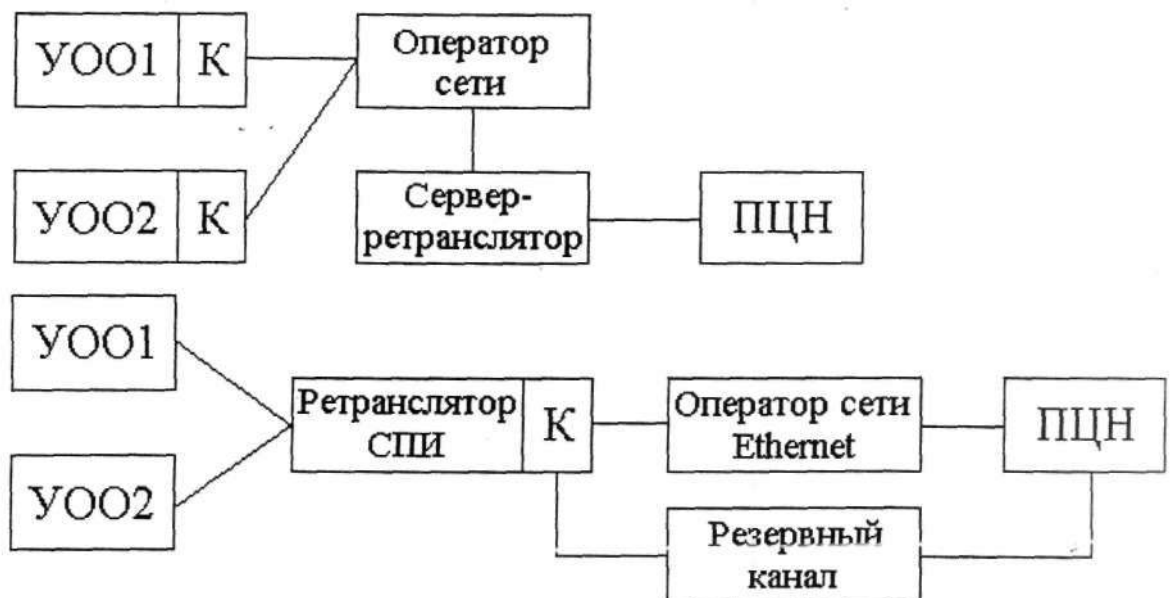 УОО1 К
Оператор
сети
УОО2 К
Сервер-
ретранслятор
ПЦН
УОО1
УОО2
Ретранслятор
СПИ
К
Оператор сети
Ethernet
ПЦН
Резервный
канал